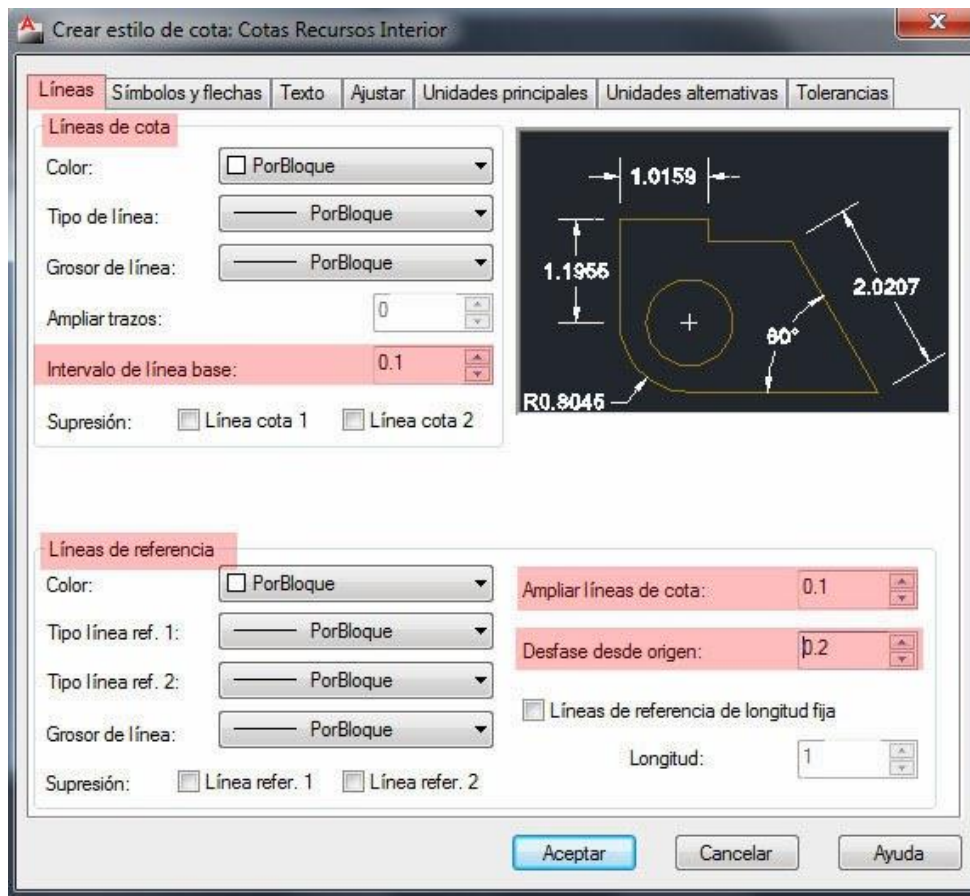 Crear estilo de cota: Cotas Recursos Interior
Líneas Símbolos y flechas Texto Ajustar Unidades principales Unidades alternativas Tolerancias
Líneas de cota
Color: PorBloque
Tipo de línea: PorBloque
Grosor de línea: PorBloque
Ampliar trazos: 0
Intervalo de línea base: 0.1
Supresión: Línea cota 1 Línea cota 2
1.0159
1.1955
2.0207
60°
R0.8045
Líneas de referencia
Color: PorBloque
Tipo línea ref. 1: PorBloque
Tipo línea ref. 2: PorBloque
Grosor de línea: PorBloque
Supresión: Línea refer. 1 Línea refer. 2
Ampliar líneas de cota: 0.1
Desfase desde origen: 0.2
Líneas de referencia de longitud fija
Longitud: 1
Aceptar Cancelar Ayuda